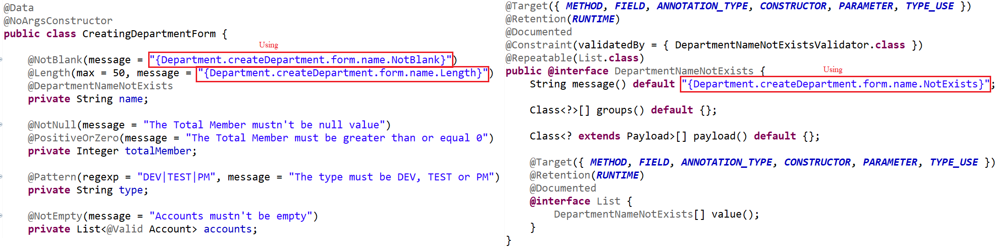 @Data
@NoArgsConstructor
public class CreatingDepartmentForm {
Using
@NotBlank(message = "{Department.createDepartment.form.name.NotBlank}")
@Length(max = 50, message = "{Department.createDepartment.form.name.Length}")
@DepartmentNameNotExists
private String name;
@NotNull(message = "The Total Member mustn't be null value")
@PositiveOrZero(message = "The Total Member must be greater than or equal 0")
private Integer totalMember;
@Pattern(regexp = "DEV|TEST|PM", message = "The type must be DEV, TEST or PM")
private String type;
@NotEmpty(message = "Accounts mustn't be empty")
private List<@Valid Account> accounts;
@Target({ METHOD, FIELD, ANNOTATION_TYPE, CONSTRUCTOR, PARAMETER, TYPE_USE })
@Retention(RUNTIME)
@Documented
@Constraint(validatedBy = { DepartmentNameNotExistsValidator.class })
@Repeatable(List.class)
public @interface DepartmentNameNotExists {
Using
String message() default "{Department.createDepartment.form.name.NotExists}";
Class<?>[] groups() default {};
Class<? extends Payload>[] payload() default {};
@Target({ METHOD, FIELD, ANNOTATION_TYPE, CONSTRUCTOR, PARAMETER, TYPE_USE })
@Retention(RUNTIME)
@Documented
@interface List {
DepartmentNameNotExists[] value();
}
}